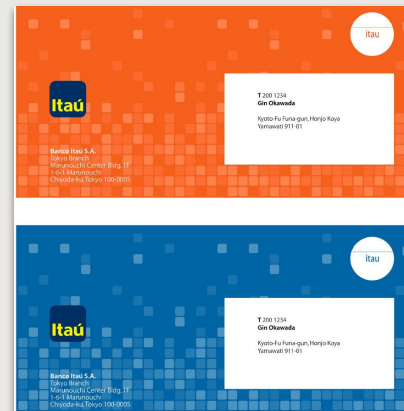 itau
Itaú
T 200 1234
Gin Okawada
Kyoto-Fu Funa-gun, Honjo Koya
Yamawati 911-01
Banco Itaú S.A.
Tokyo Branch
Marunouchi Center Bldg. 1F
1-6-1 Marunouchi
Chiyoda-ku, Tokyo 100-0005
itau
Itaú
T 200 1234
Gin Okawada
Kyoto-Fu Funa-gun, Honjo Koya
Yamawati 911-01
Banco Itaú S.A.
Tokyo Branch
Marunouchi Center Bldg. 1F
1-6-1 Marunouchi
Chiyoda-ku, Tokyo 100-0005